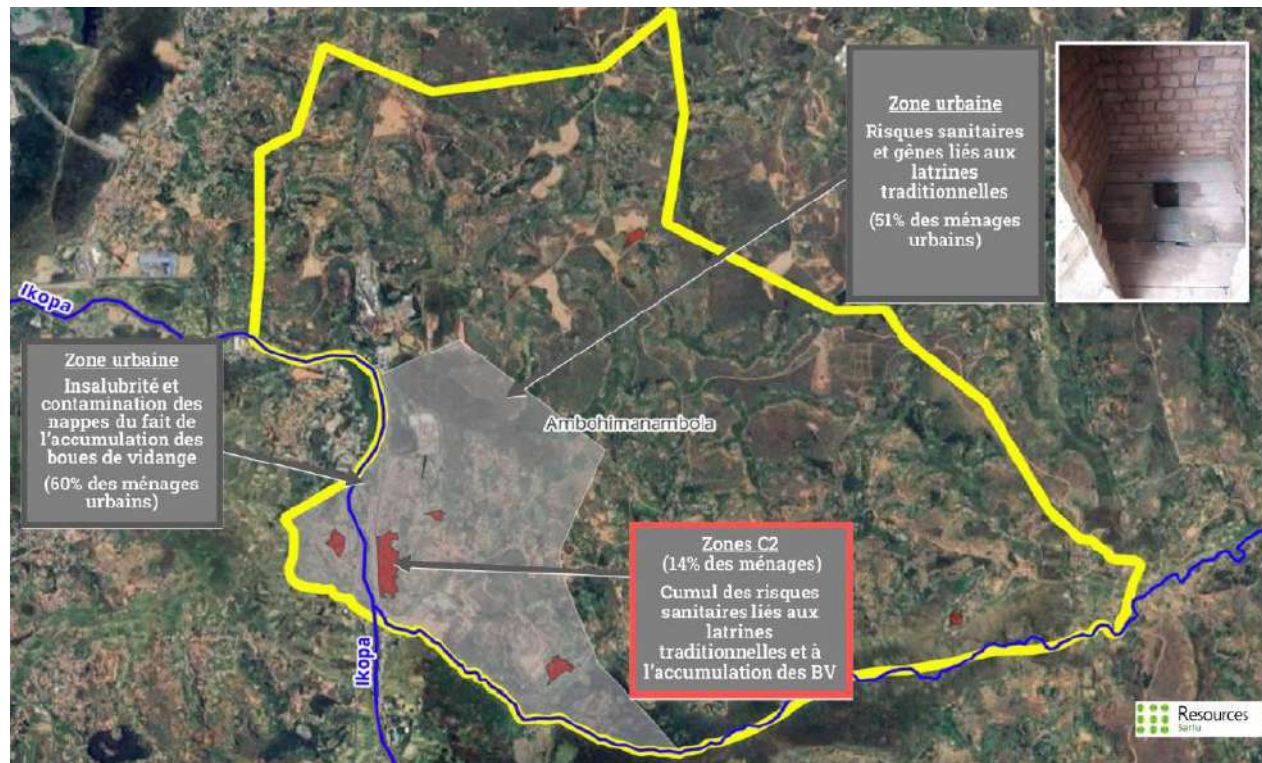 Zone urbaine
Risques sanitaires
et gênes liés aux
latrines
traditionnelles
(51% des ménages
urbains)
Ikopa
Zone urbaine
Insalubrité et
contamination des
nappes du fait de
l'accumulation des
boues de vidange
(60% des ménages
urbains)
Ambohimanambola
Zones C2
(14% des ménages)
Cumul des risques
sanitaires liés aux
latrines
traditionnelles et à
l'accumulation des BV
Ikopa
Resources
Sarlu